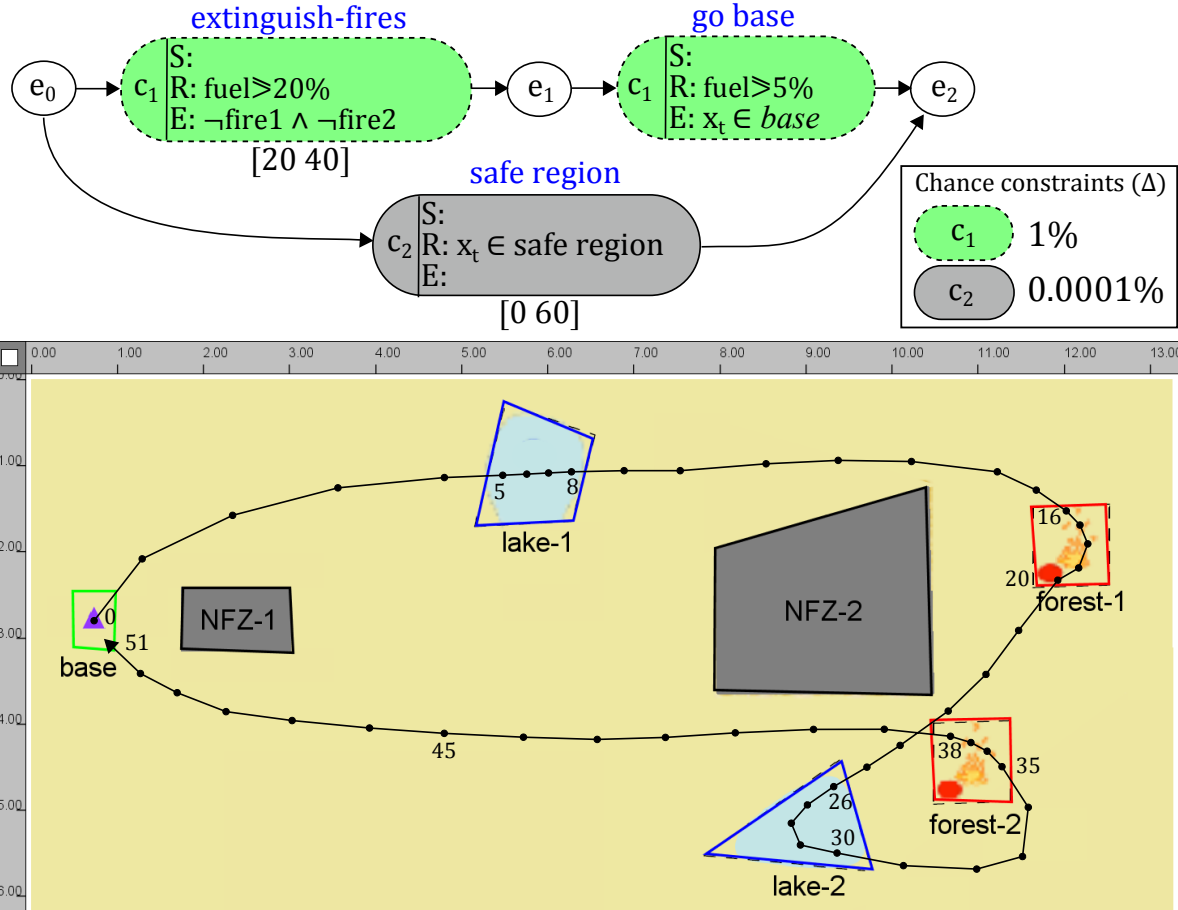 extinguish-fires
go base
e0
c1
S:
R: fuel⩾20%
E: ¬fire1 ∧ ¬fire2
[20 40]
e1
c1
S:
R: fuel⩾5%
E: xt ∈ base
e2
safe region
c2
S:
R: xt ∈ safe region
E:
[0 60]
Chance constraints (Δ)
c1 1%
c2 0.0001%
0.00 1.00 2.00 3.00 4.00 5.00 6.00 7.00 8.00 9.00 10.00 11.00 12.00 13.00
0.00
1.00
5 8
lake-1
16
2.00
20
forest-1
NFZ-1
NFZ-2
0
3.00
51
base
4.00
45
38
35
26
5.00
forest-2
30
lake-2
6.00